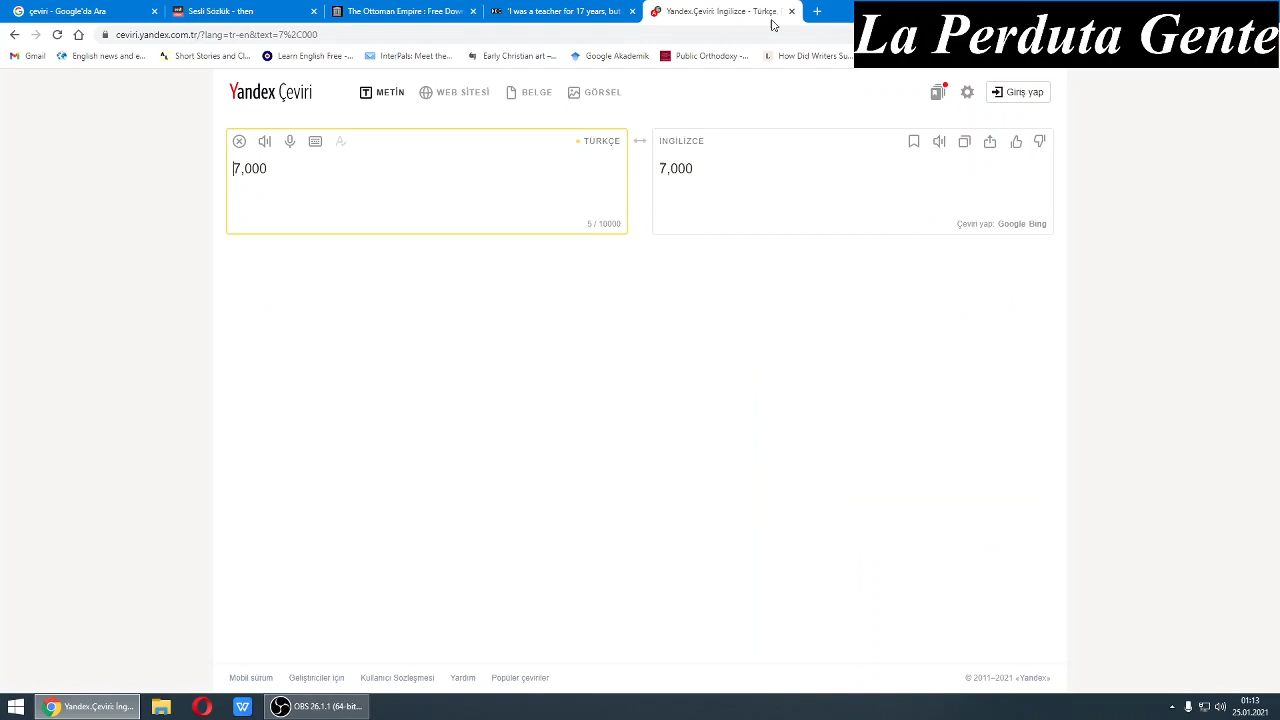 çeviri - Google'da Ara
Sesli Sözlük - then
The Ottoman Empire : Free Dow
'I was a teacher for 17 years, but
Yandex.Çeviri: İngilizce - Türkçe
ceviri.yandex.com.tr/?lang=tr-en&text=7%2C000
La Perduta Gente
Gmail
English news and e...
Short Stories and Cl...
Learn English Free -...
InterPals: Meet the...
Early Christian art –...
Google Akademik
Public Orthodoxy –...
How Did Writers Su...
Yandex Çeviri
METİN
WEB SİTESİ
BELGE
GÖRSEL
Giriş yap
TÜRKÇE
İNGİLİZCE
7,000
7,000
5 / 10000
Çeviri yap: Google Bing
Mobil sürüm
Geliştiriciler için
Kullanıcı Sözleşmesi
Yardım
Popüler çeviriler
© 2011–2021 «Yandex»
Yandex.Çeviri: İng...
OBS 26.1.1 (64-bit...
01:13
25.01.2021